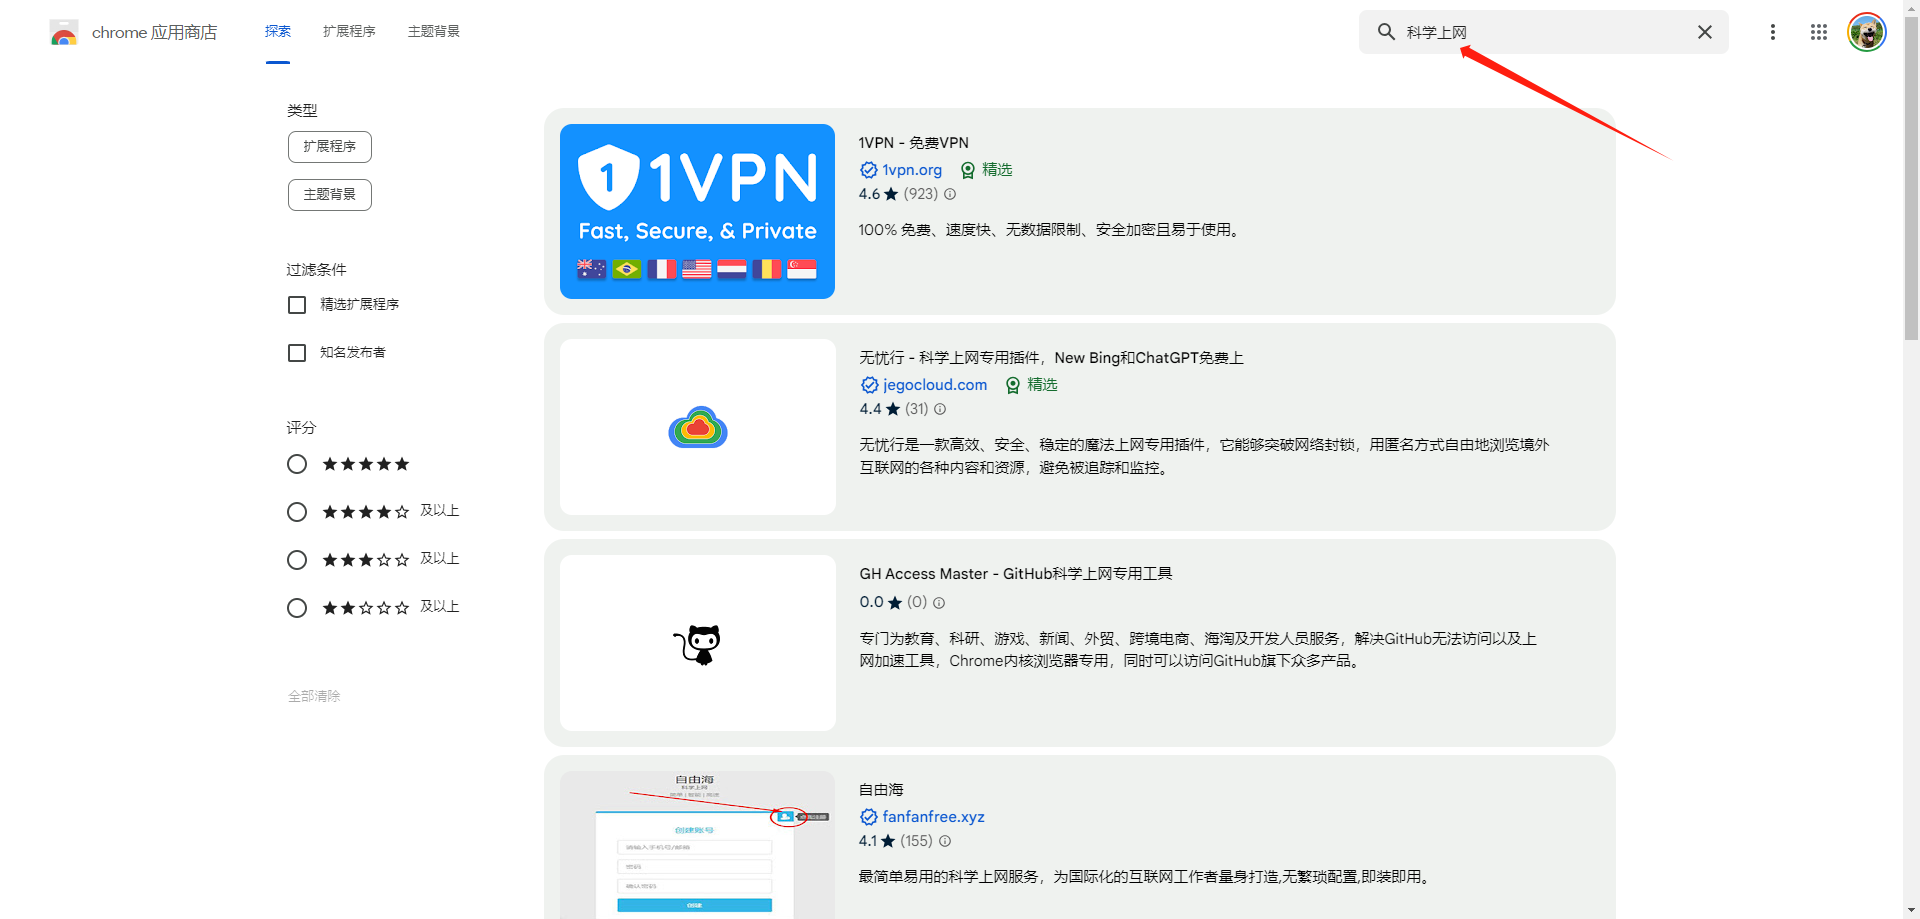 chrome 应用商店
探索
扩展程序
主题背景
科学上网
类型
扩展程序
主题背景
过滤条件
精选扩展程序
知名发布者
评分
及以上
及以上
及以上
全部清除
1 1VPN
Fast, Secure, & Private
1VPN - 免费VPN
1vpn.org 精选
4.6 (923)
100% 免费、速度快、无数据限制、安全加密且易于使用。
无忧行 - 科学上网专用插件，New Bing和ChatGPT免费上
jegocloud.com 精选
4.4 (31)
无忧行是一款高效、安全、稳定的魔法上网专用插件，它能够突破网络封锁，用匿名方式自由地浏览境外
互联网的各种内容和资源，避免被追踪和监控。
GH Access Master - GitHub科学上网专用工具
0.0 (0)
专门为教育、科研、游戏、新闻、外贸、跨境电商、海淘及开发人员服务，解决GitHub无法访问以及上
网加速工具，Chrome内核浏览器专用，同时可以访问GitHub旗下众多产品。
自由海
科学上网
创建账号
请输入手机号/邮箱
密码
确认密码
创建
自由海
fanfanfree.xyz
4.1 (155)
最简单易用的科学上网服务，为国际化的互联网工作者量身打造,无繁琐配置,即装即用。